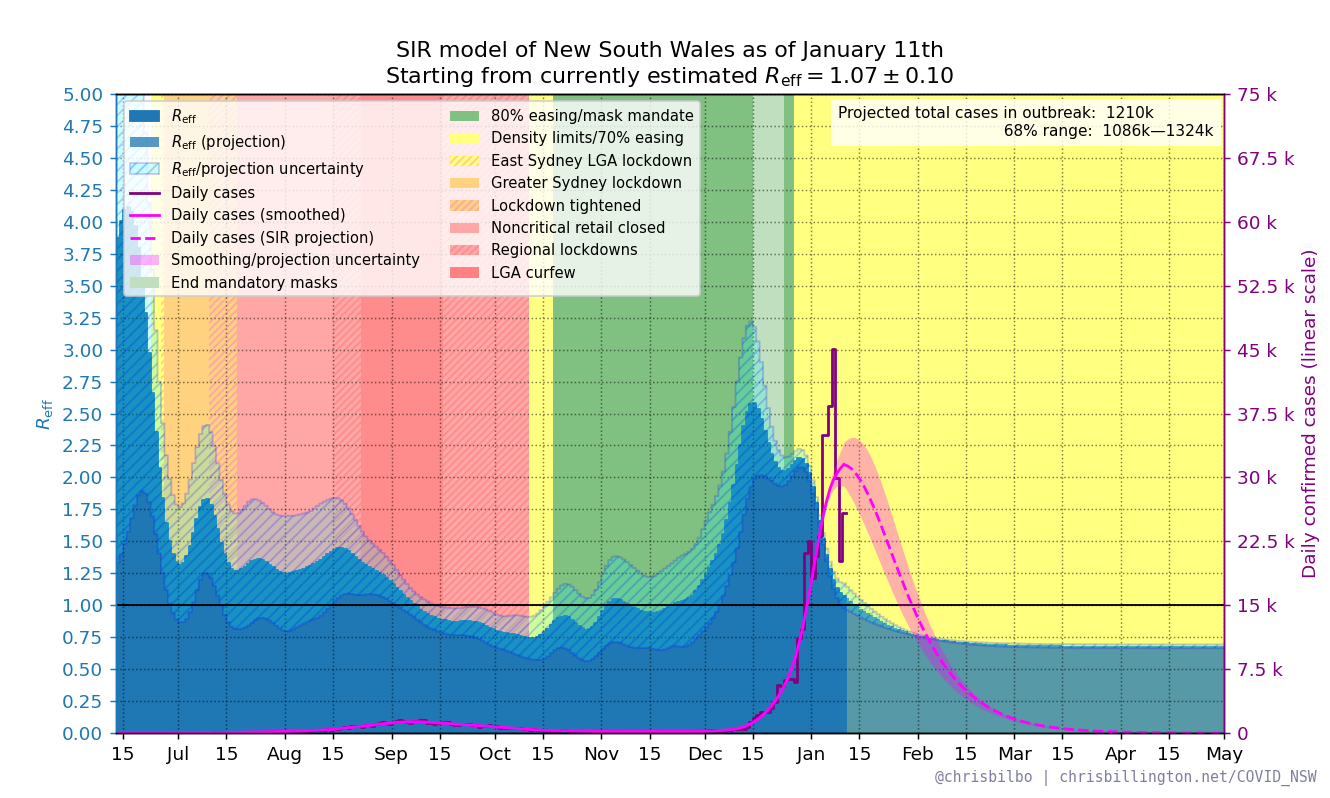 SIR model of New South Wales as of January 11th
Starting from currently estimated R_eff = 1.07 ± 0.10
R_eff
R_eff (projection)
R_eff/projection uncertainty
Daily cases
Daily cases (smoothed)
Daily cases (SIR projection)
Smoothing/projection uncertainty
End mandatory masks
80% easing/mask mandate
Density limits/70% easing
East Sydney LGA lockdown
Greater Sydney lockdown
Lockdown tightened
Noncritical retail closed
Regional lockdowns
LGA curfew
Projected total cases in outbreak: 1210k
68% range: 1086k—1324k
5.00
4.75
4.50
4.25
4.00
3.75
3.50
3.25
3.00
2.75
2.50
2.25
2.00
1.75
1.50
1.25
1.00
0.75
0.50
0.25
0.00
R_eff
75 k
67.5 k
60 k
52.5 k
45 k
37.5 k
30 k
22.5 k
15 k
7.5 k
0
Daily confirmed cases (linear scale)
15 Jul 15 Aug 15 Sep 15 Oct 15 Nov 15 Dec 15 Jan 15 Feb 15 Mar 15 Apr 15 May
@chrisbilbo | chrisbillington.net/COVID_NSW